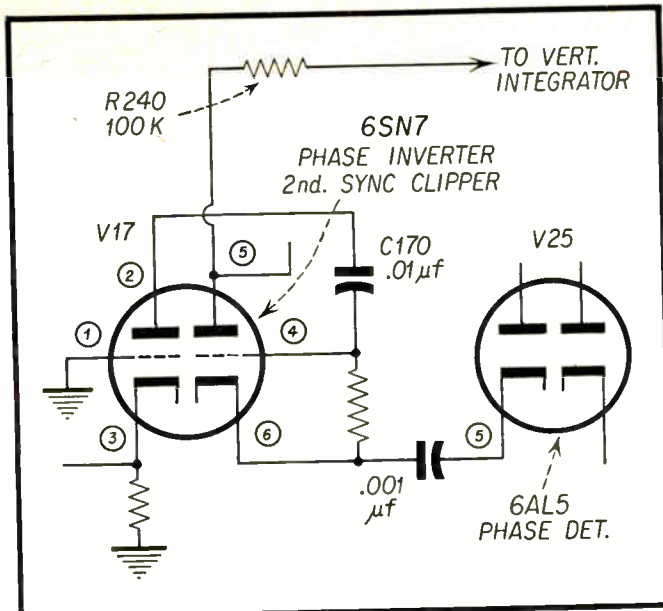 TO VERT.
INTEGRATOR
R240
100K
6SN7
PHASE INVERTER
2nd. SYNC CLIPPER
V17
5
2
C170
.01µf
V25
1
4
3
6
5
.001
µf
6AL5
PHASE DET.